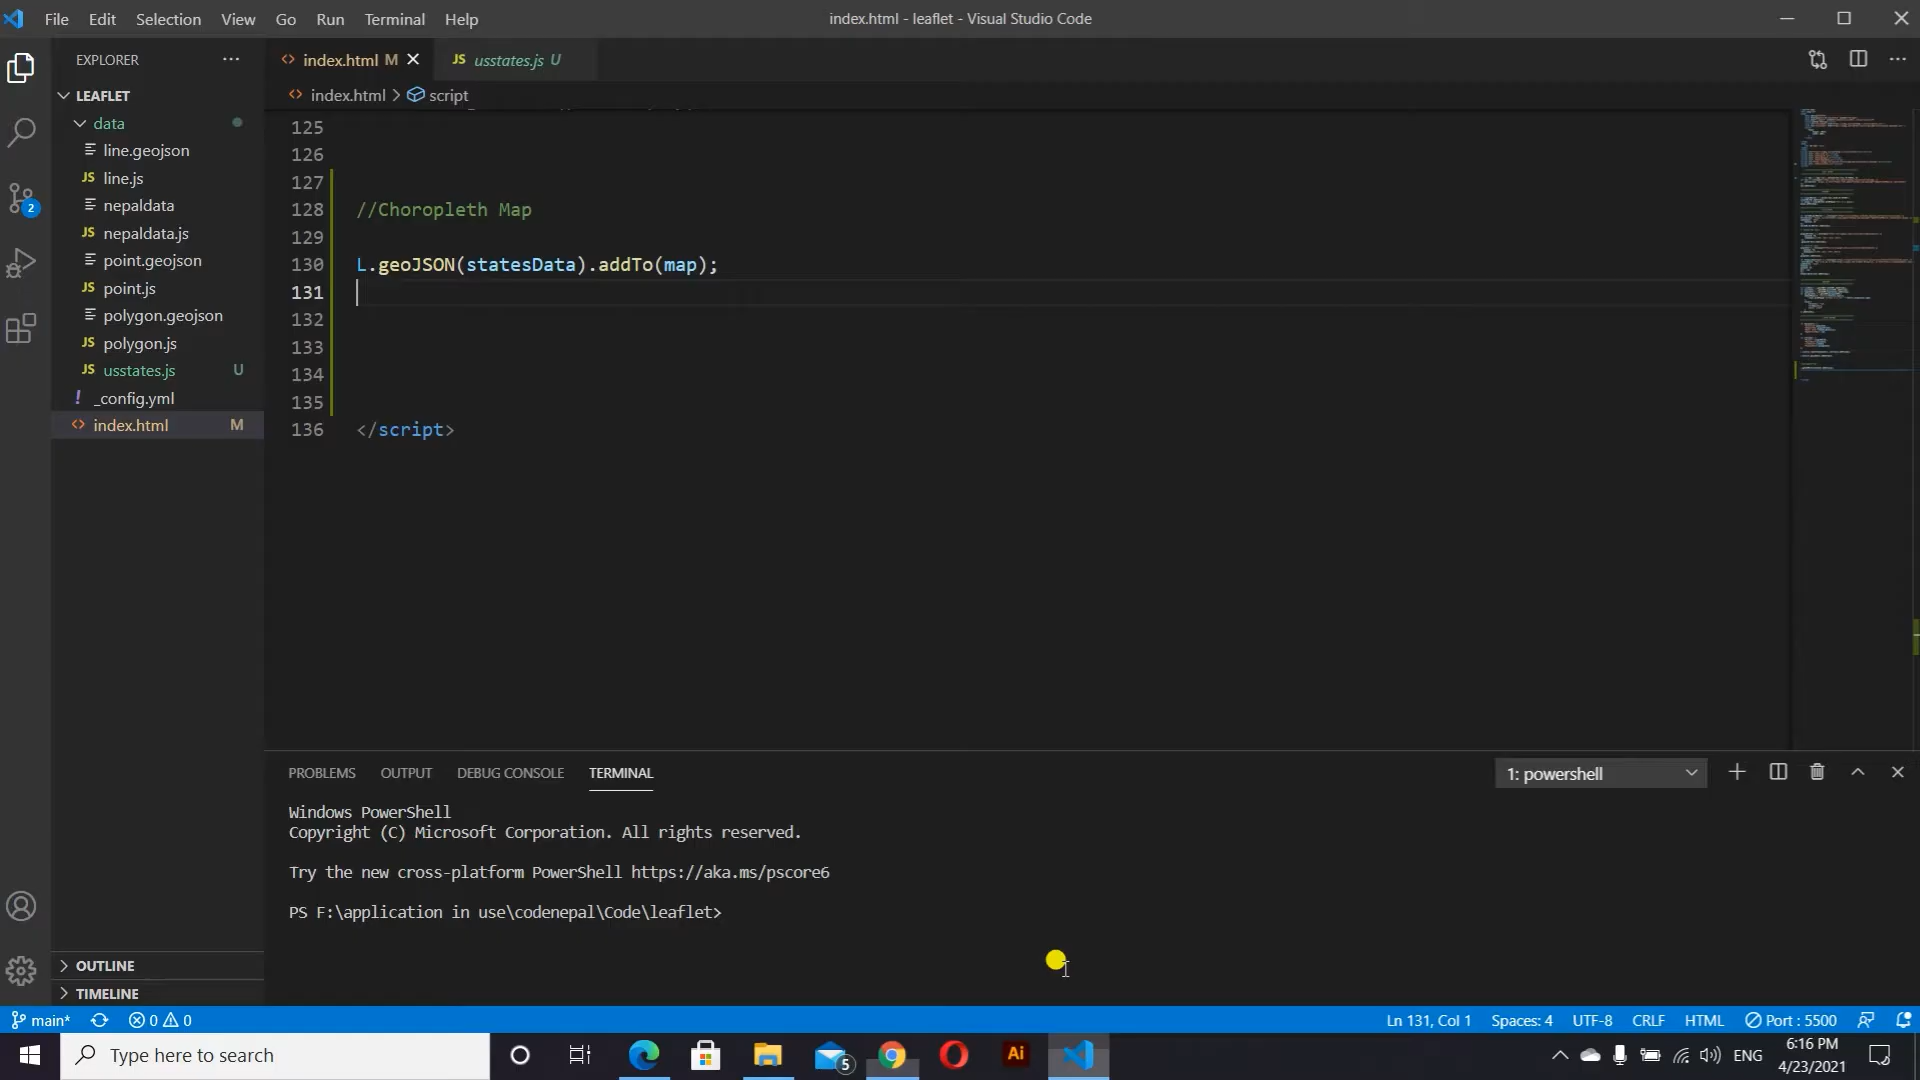 File Edit Selection View Go Run Terminal Help
index.html - leaflet - Visual Studio Code
EXPLORER
LEAFLET
data
line.geojson
line.js
nepaldata
nepaldata.js
point.geojson
point.js
polygon.geojson
polygon.js
usstates.js U
_config.yml
index.html M
OUTLINE
TIMELINE
index.html M
JS usstates.js U
index.html > script
125
126
127
128 //Choropleth Map
129
130 L.geoJSON(statesData).addTo(map);
131
132
133
134
135
136 </script>
PROBLEMS OUTPUT DEBUG CONSOLE TERMINAL
1: powershell
Windows PowerShell
Copyright (C) Microsoft Corporation. All rights reserved.
Try the new cross-platform PowerShell https://aka.ms/pscore6
PS F:\application in use\codenepal\Code\leaflet>
main* 0 0
Ln 131, Col 1 Spaces: 4 UTF-8 CRLF HTML Port : 5500
Type here to search
5
Ai
ENG
6:16 PM
4/23/2021